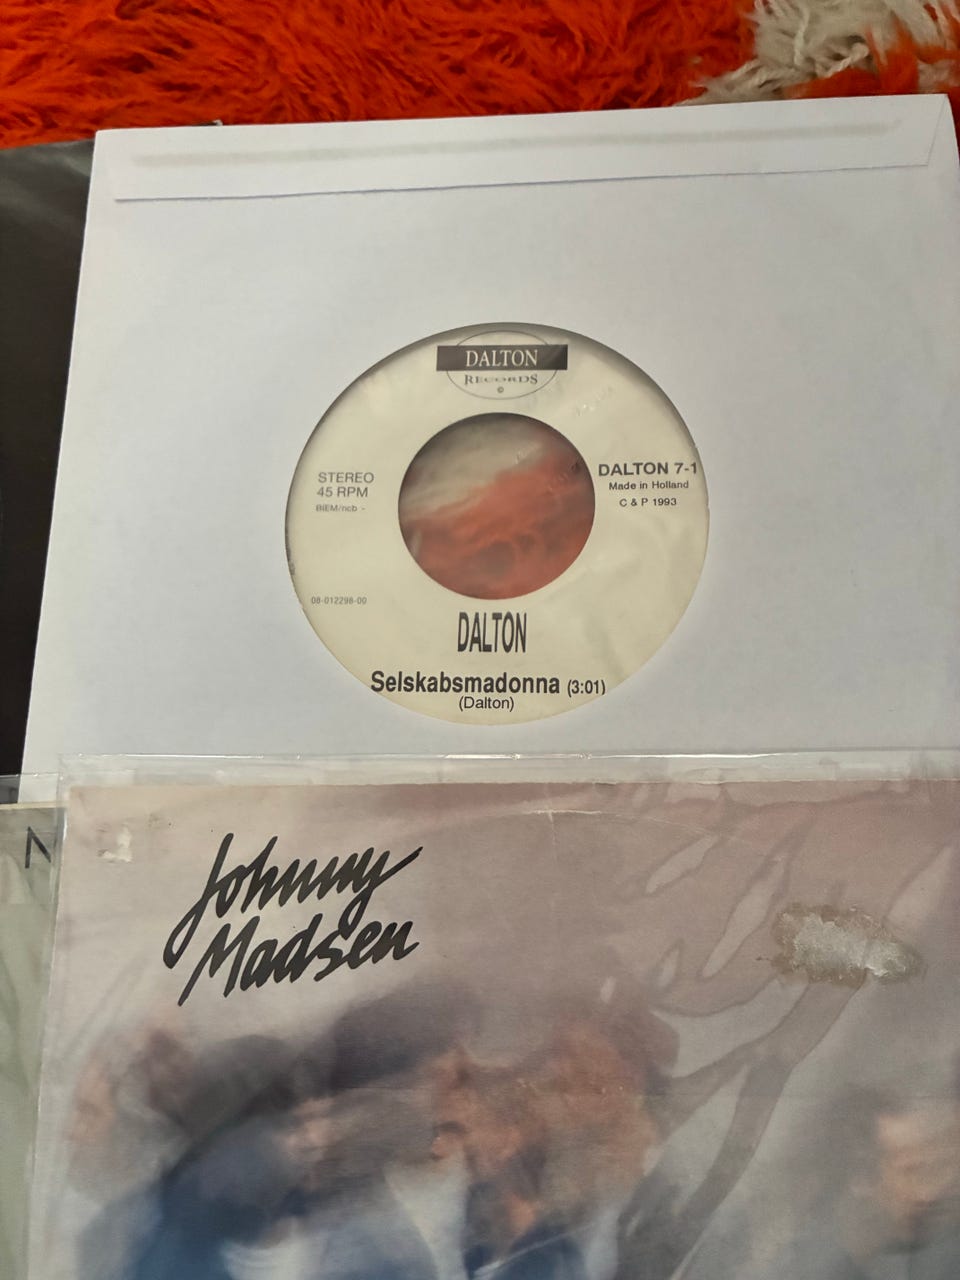 DALTON
RECORDS
©
STEREO
45 RPM
BIEM/ncb -
DALTON 7-1
Made in Holland
C & P 1993
08-012298-00
DALTON
Selskabsmadonna (3:01)
(Dalton)
N
Johnny
Madsen